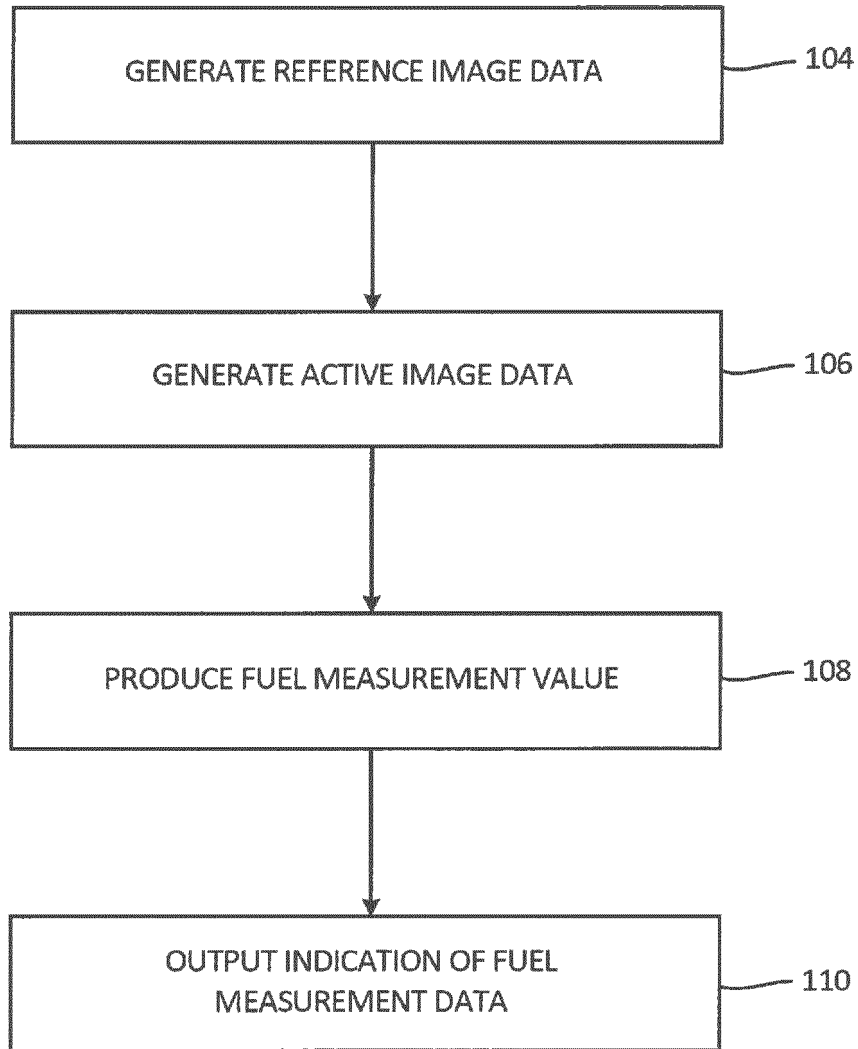 GENERATE REFERENCE IMAGE DATA
104
GENERATE ACTIVE IMAGE DATA
106
PRODUCE FUEL MEASUREMENT VALUE
108
OUTPUT INDICATION OF FUEL
MEASUREMENT DATA
110